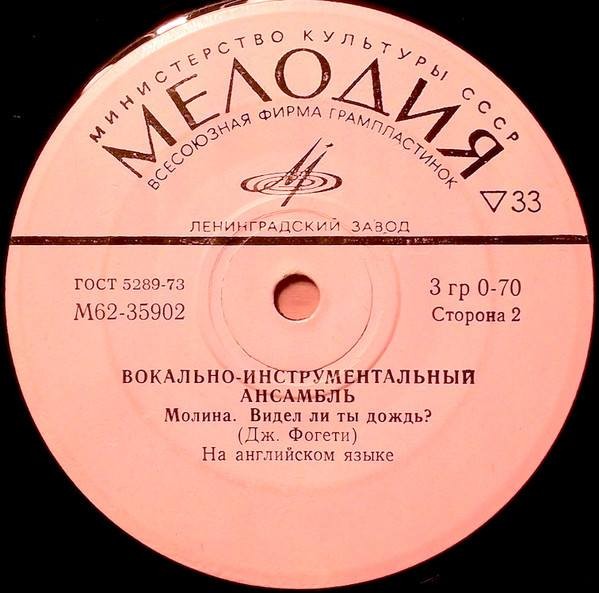 МИНИСТЕРСТВО КУЛЬТУРЫ СССР
МЕЛОДИЯ
ВСЕСОЮЗНАЯ ФИРМА ГРАМПЛАСТИНОК
33
ЛЕНИНГРАДСКИЙ ЗАВОД
ГОСТ 5289-73
М62-35902
3 гр 0-70
Сторона 2
ВОКАЛЬНО-ИНСТРУМЕНТАЛЬНЫЙ
АНСАМБЛЬ
Молина. Видел ли ты дождь?
(Дж. Фогети)
На английском языке